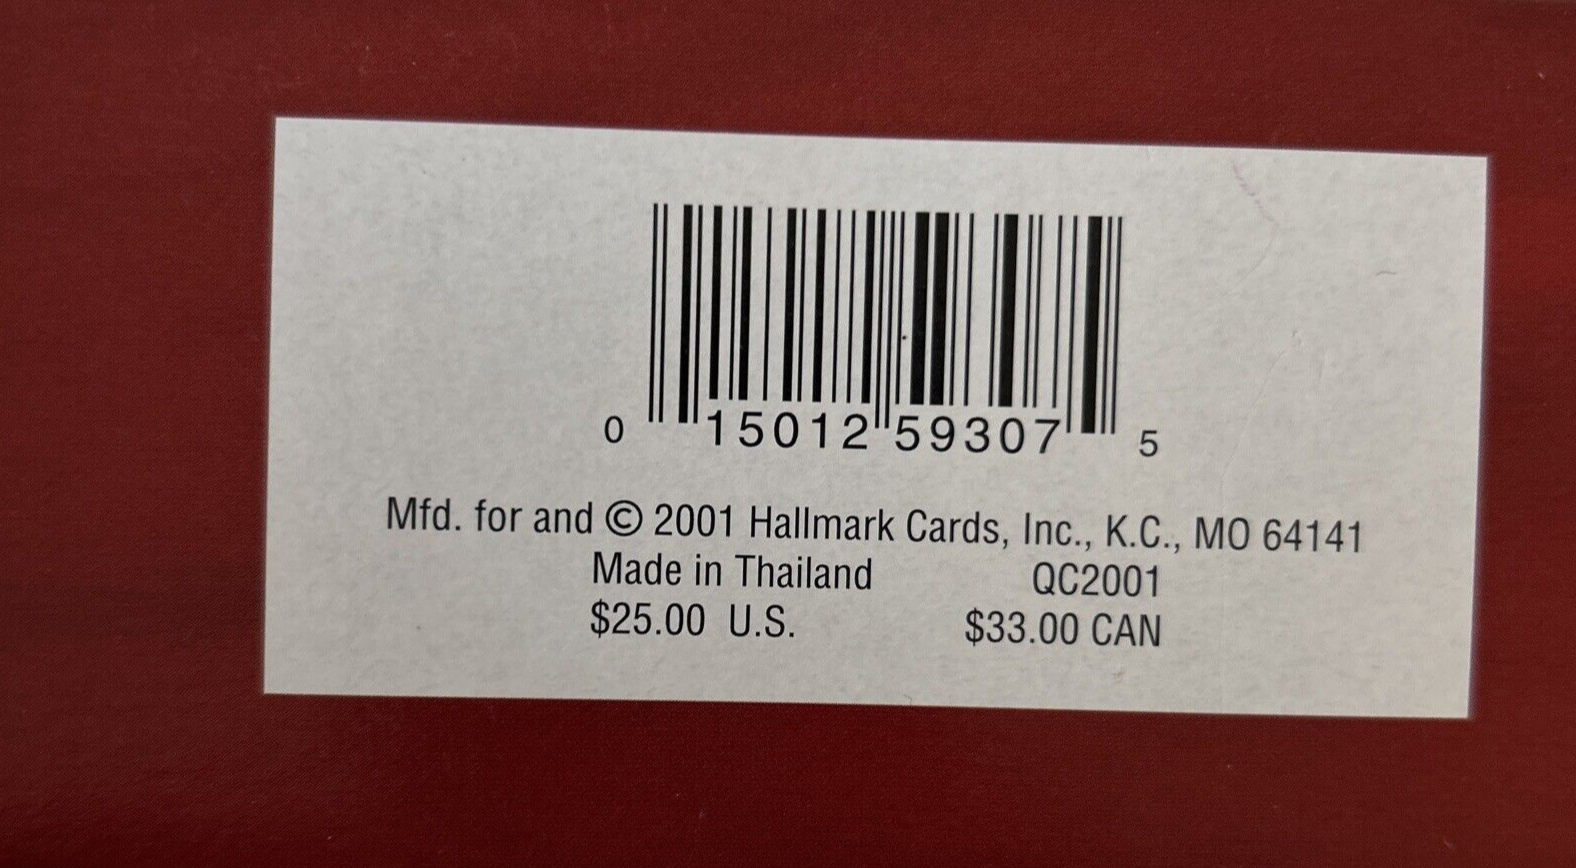 0 15012 59307 5
Mfd. for and © 2001 Hallmark Cards, Inc., K.C., MO 64141
Made in Thailand QC2001
$25.00 U.S. $33.00 CAN